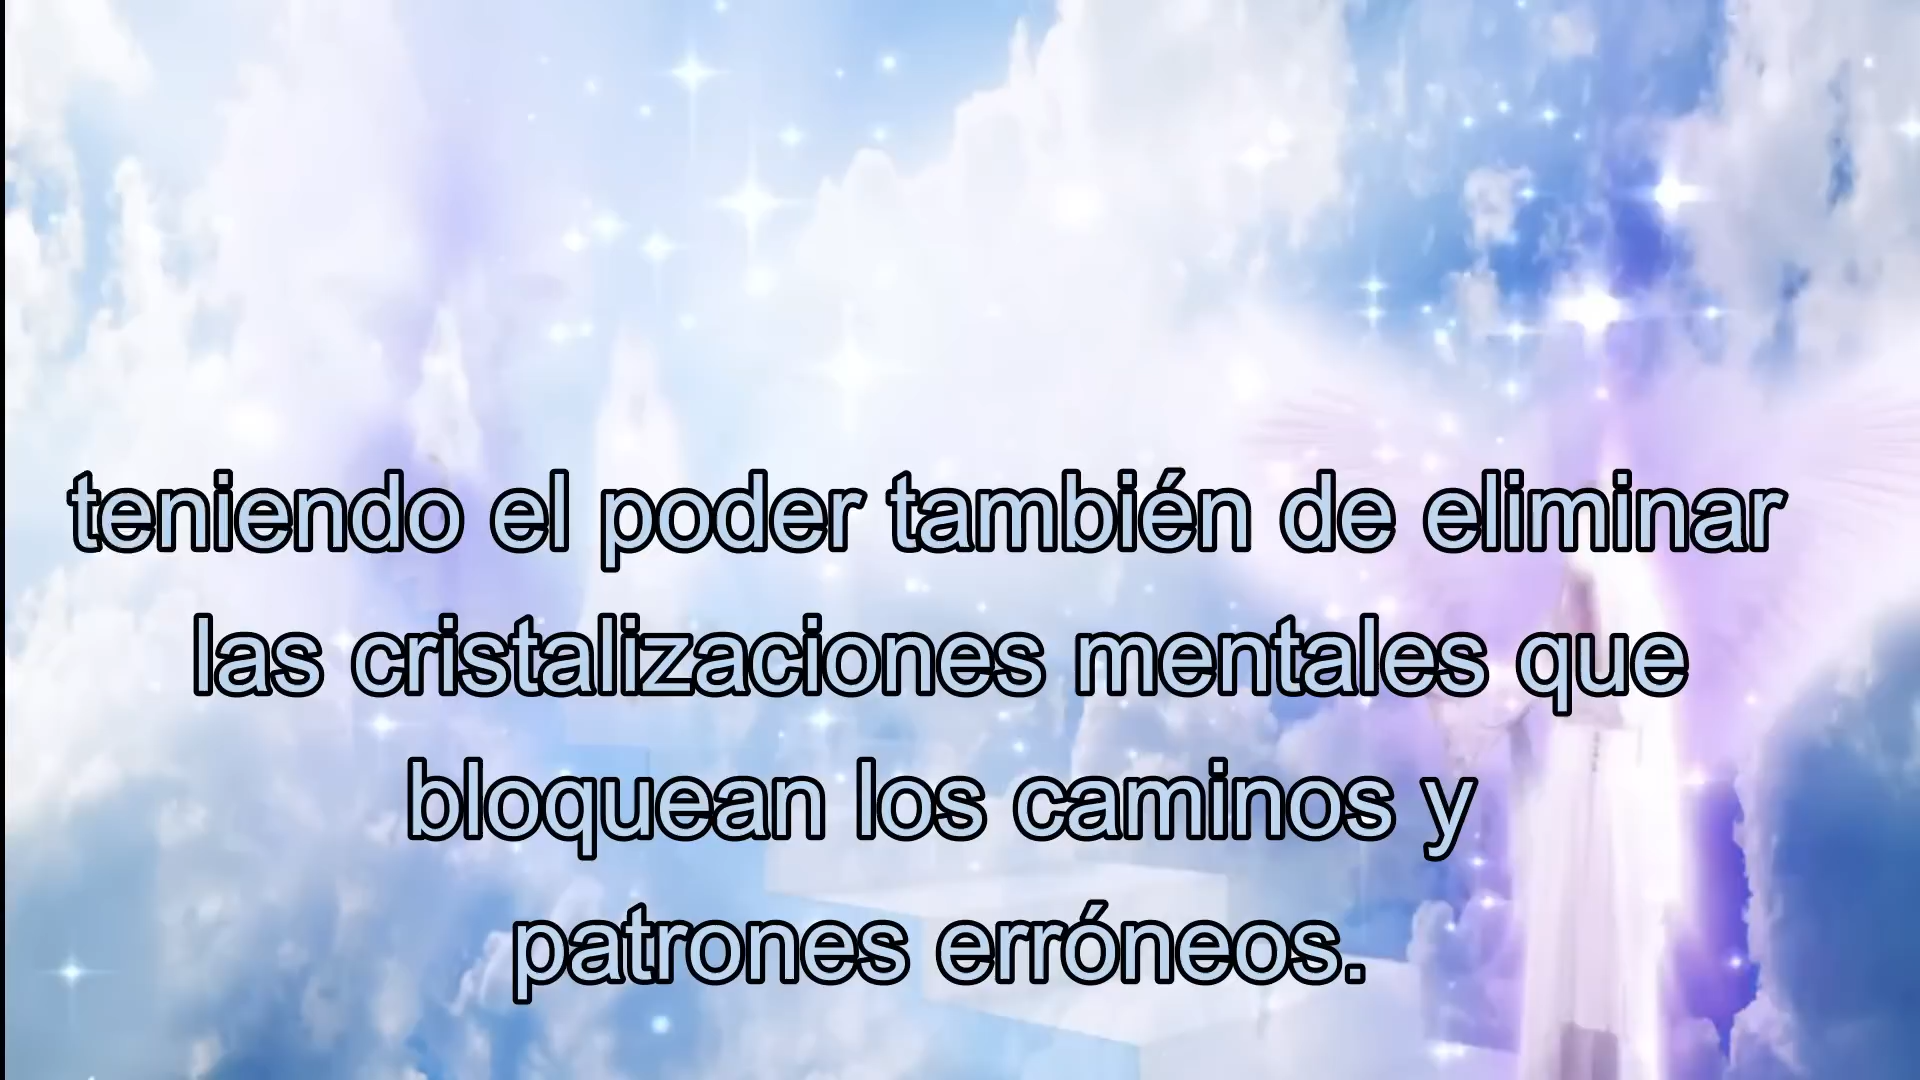 teniendo el poder también de eliminar
las cristalizaciones mentales que
bloquean los caminos y
patrones erróneos.